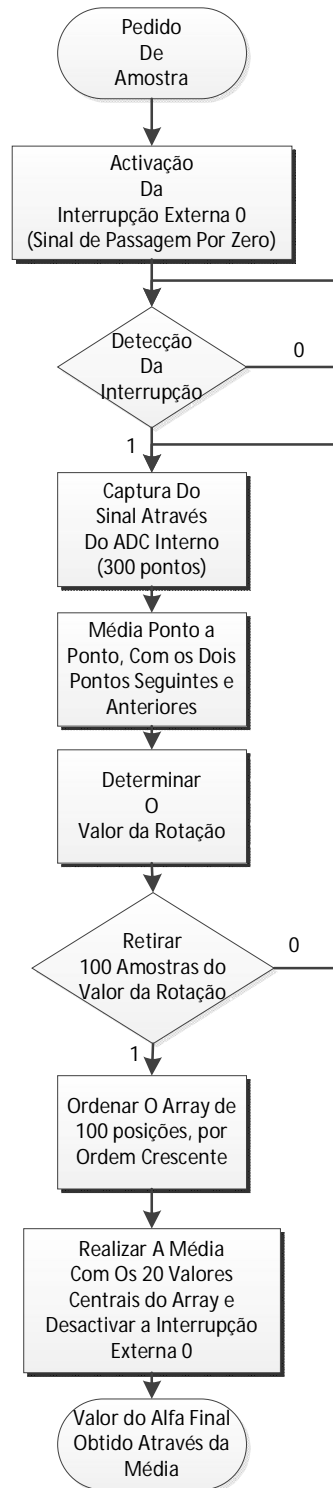 Pedido
De
Amostra
Activação
Da
Interrupção Externa 0
(Sinal de Passagem Por Zero)
Detecção
Da
Interrupção
0
1
Captura Do
Sinal Através
Do ADC Interno
(300 pontos)
Média Ponto a
Ponto, Com os Dois
Pontos Seguintes e
Anteriores
Determinar
O
Valor da Rotação
Retirar
100 Amostras do
Valor da Rotação
0
1
Ordenar O Array de
100 posições, por
Ordem Crescente
Realizar A Média
Com Os 20 Valores
Centrais do Array e
Desactivar a Interrupção
Externa 0
Valor do Alfa Final
Obtido Através da
Média